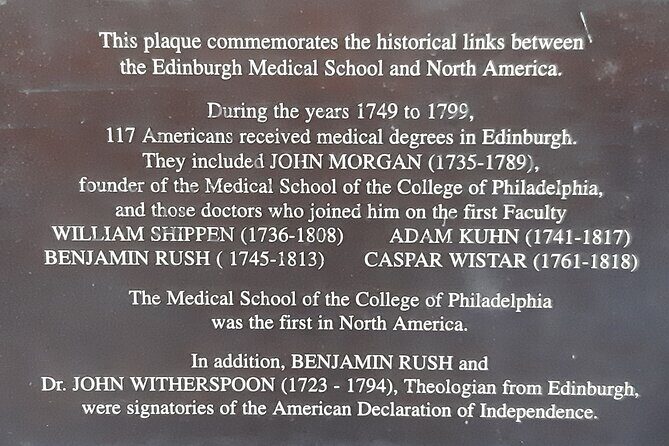 This plaque commemorates the historical links between
the Edinburgh Medical School and North America.
During the years 1749 to 1799,
117 Americans received medical degrees in Edinburgh.
They included JOHN MORGAN (1735-1789),
founder of the Medical School of the College of Philadelphia,
and those doctors who joined him on the first Faculty
WILLIAM SHIPPEN (1736-1808) ADAM KUHN (1741-1817)
BENJAMIN RUSH ( 1745-1813) CASPAR WISTAR (1761-1818)
The Medical School of the College of Philadelphia
was the first in North America.
In addition, BENJAMIN RUSH and
Dr. JOHN WITHERSPOON (1723 - 1794), Theologian from Edinburgh,
were signatories of the American Declaration of Independence.